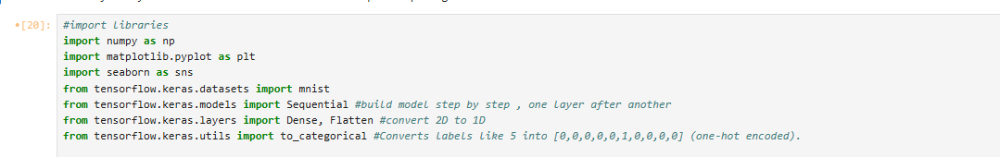 [20]:
#import libraries
import numpy as np
import matplotlib.pyplot as plt
import seaborn as sns
from tensorflow.keras.datasets import mnist
from tensorflow.keras.models import Sequential #build model step by step , one layer after another
from tensorflow.keras.layers import Dense, Flatten #convert 2D to 1D
from tensorflow.keras.utils import to_categorical #Converts labels like 5 into [0,0,0,0,0,1,0,0,0,0] (one-hot encoded).